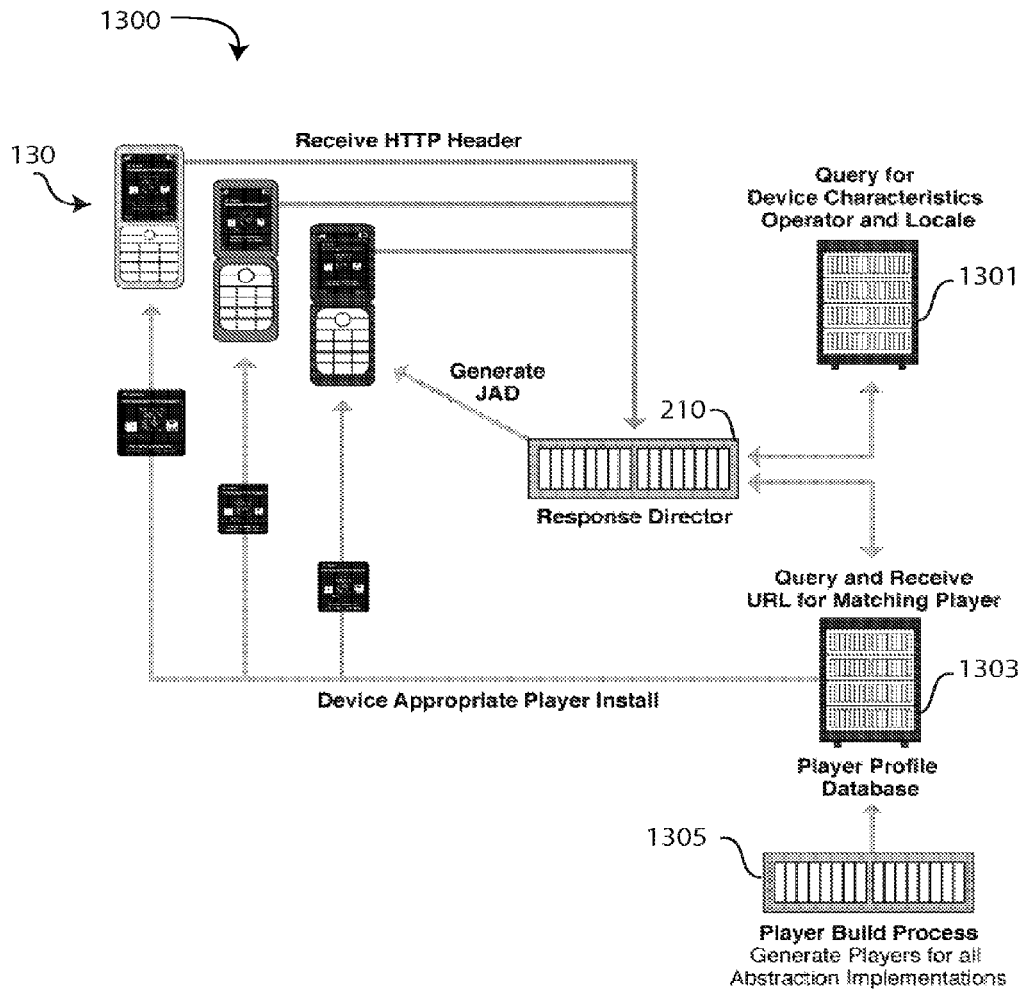 1300
Receive HTTP Header
130
Query for
Device Characteristics
Operator and Locale
1301
Generate
JAD
210
Response Director
Query and Receive
URL for Matching Player
1303
Device Appropriate Player Install
Player Profile
Database
1305
Player Build Process
Generate Players for all
Abstraction Implementations